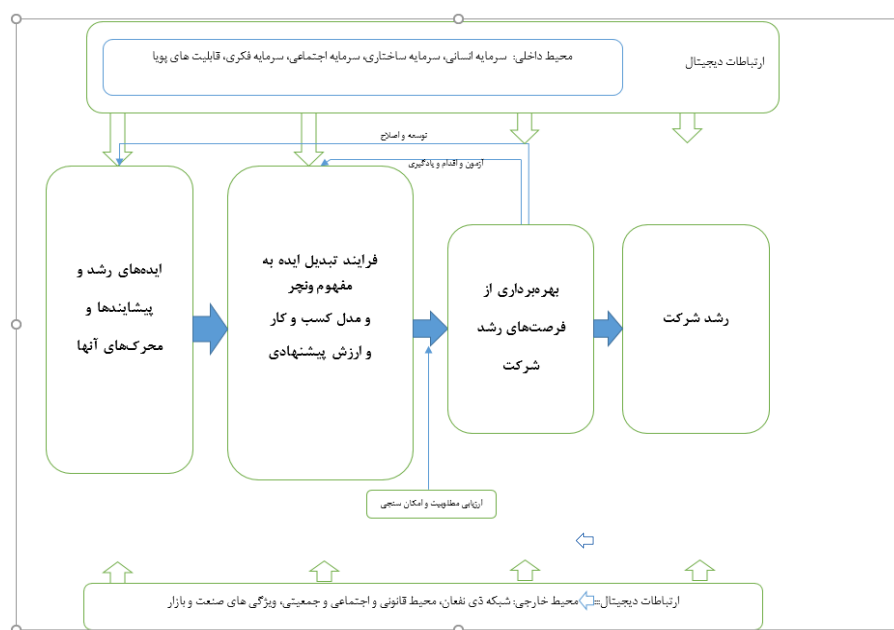 ارتباطات دیجیتال
محیط داخلی: سرمایه انسانی، سرمایه ساختاری، سرمایه اجتماعی، سرمایه فکری، قابلیت های پویا
توسعه و اصلاح
آزمون و اقدام و یادگیری
ایده‌های رشد و
پیشایندها و
محرک‌های آنها
فرایند تبدیل ایده به
مفهوم ونچر
و مدل کسب و کار
و ارزش پیشنهادی
بهره‌برداری از
فرصت‌های رشد
شرکت
رشد شرکت
ارزیابی مطلوبیت و امکان سنجی
ارتباطات دیجیتال محیط خارجی: شبکه ذی نفعان، محیط قانونی و اجتماعی و جمعیتی، ویژگی های صنعت و بازار